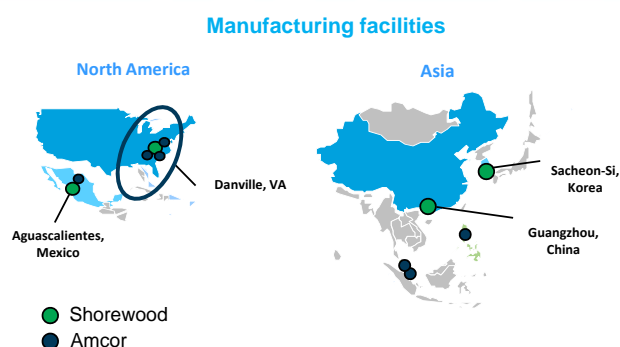 Manufacturing facilities
North America
Asia
Danville, VA
Aguascalientes,
Mexico
Sacheon-Si,
Korea
Guangzhou,
China
Shorewood
Amcor